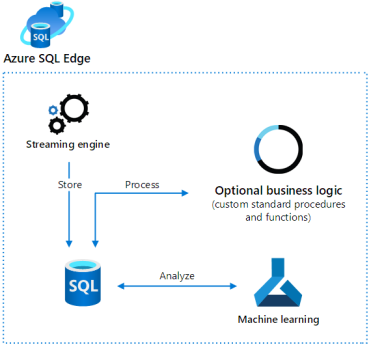 SQL
Azure SQL Edge
Streaming engine
Store
Process
Optional business logic
(custom standard procedures
and functions)
SQL
Analyze
Machine learning